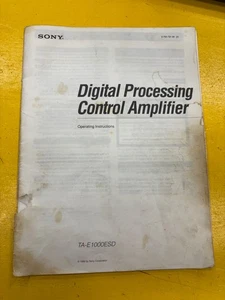 SONY
Digital Processing
Control Amplifier
Operating Instructions
TA-E1000ESD